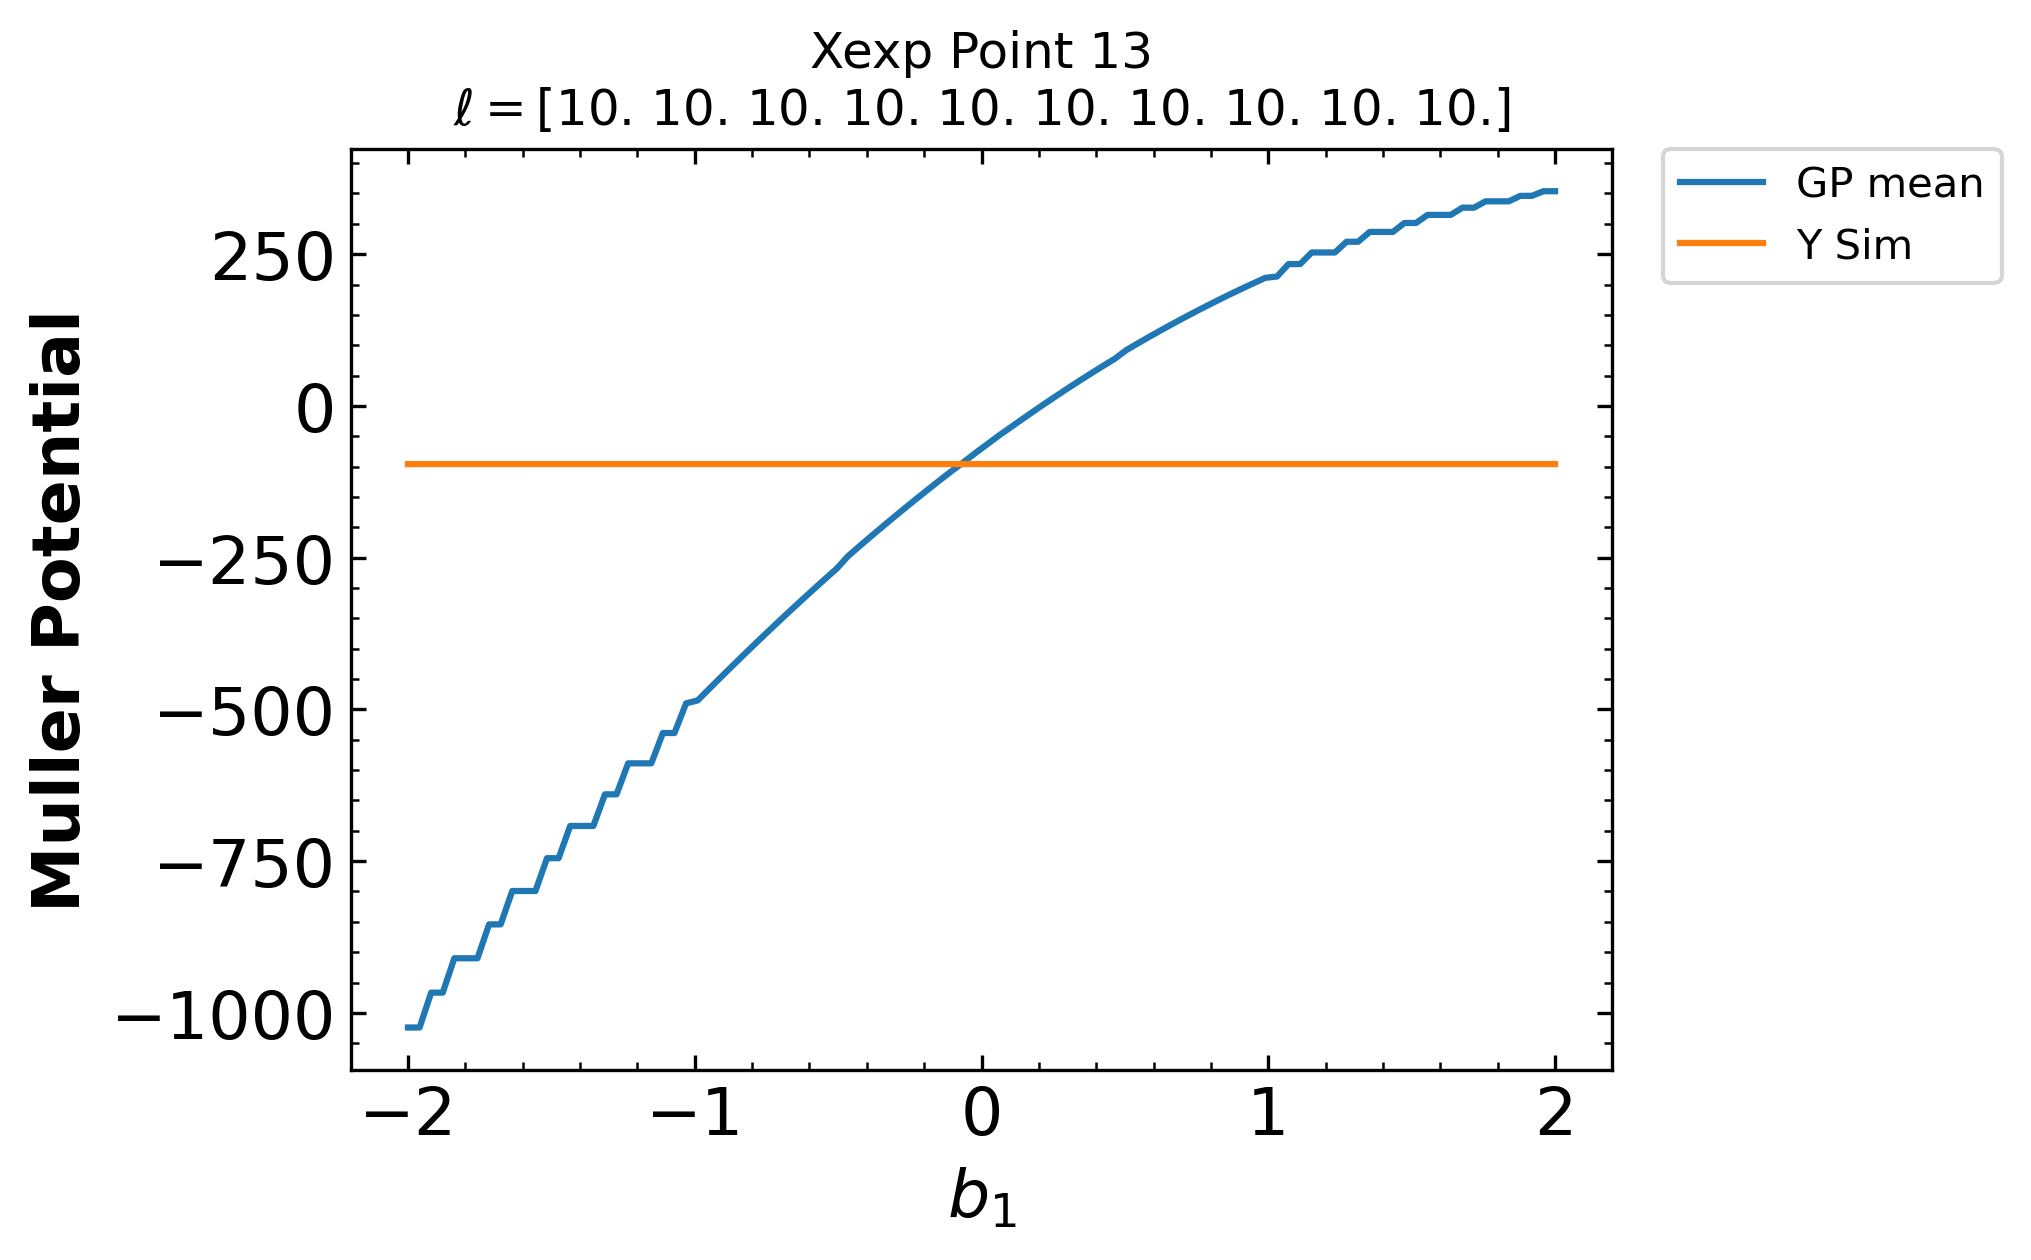 Xexp Point 13
ℓ = [10. 10. 10. 10. 10. 10. 10. 10. 10. 10.]
GP mean
Y Sim
Muller Potential
250
0
−250
−500
−750
−1000
−2 −1 0 1 2
b₁